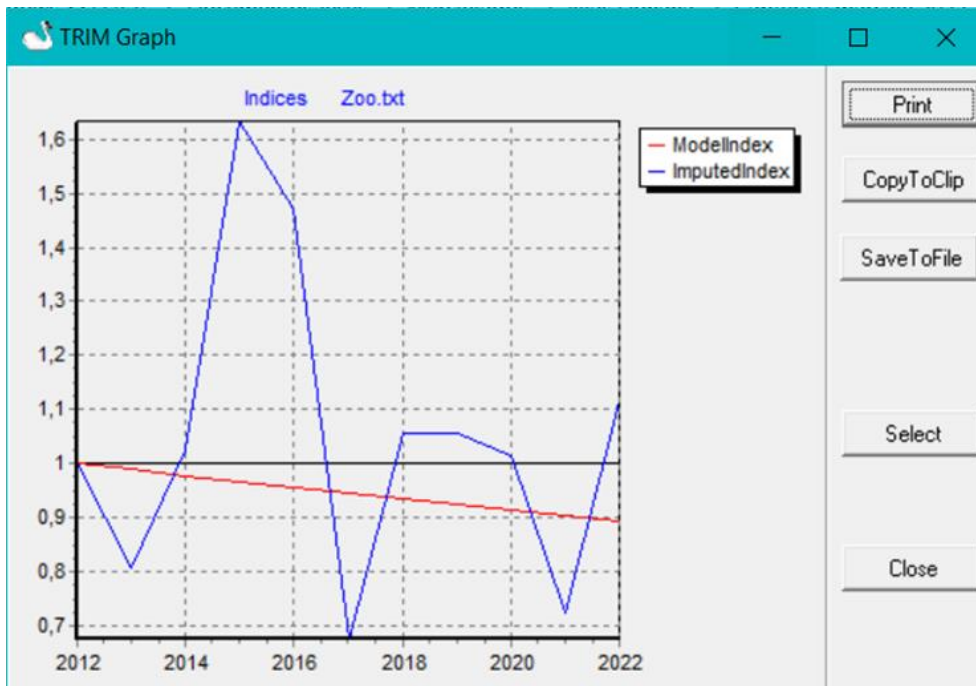 TRIM Graph
Indices Zoo.txt
1,6
1,5
1,4
1,3
1,2
1,1
1
0,9
0,8
0,7
2012 2014 2016 2018 2020 2022
ModelIndex
ImputedIndex
Print
CopyToClip
SaveToFile
Select
Close